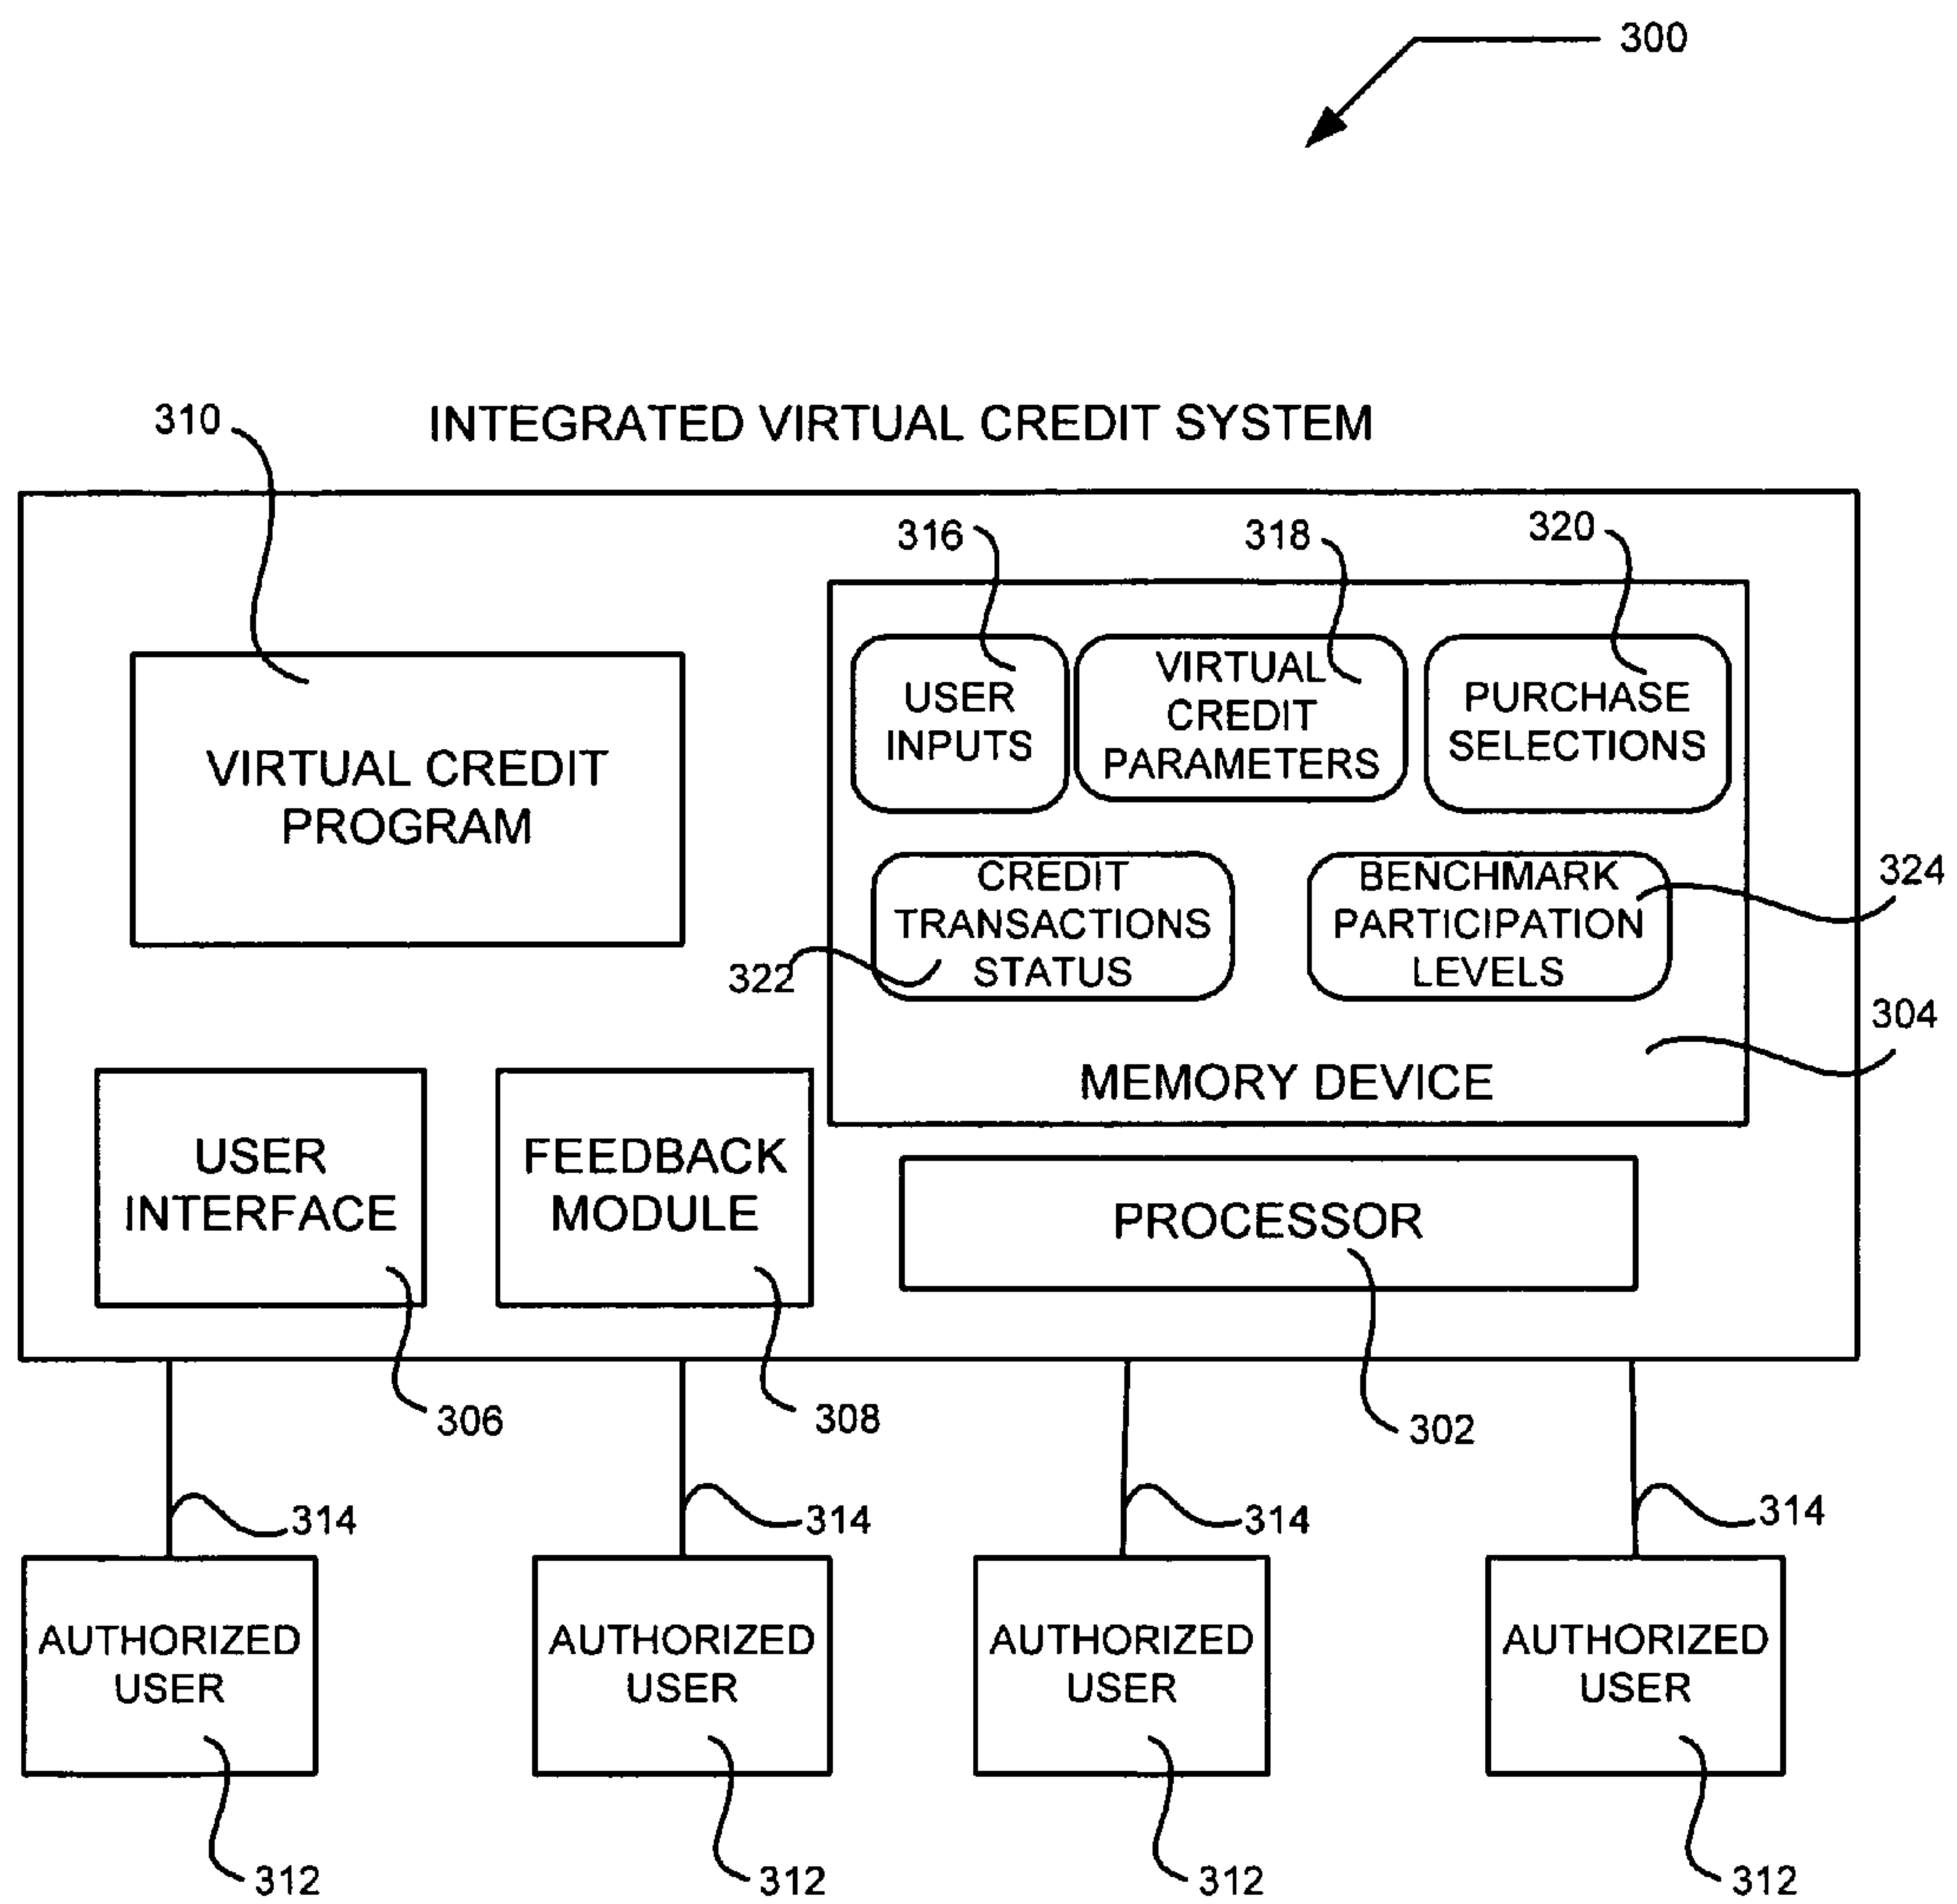 300
310
INTEGRATED VIRTUAL CREDIT SYSTEM
316
318
320
USER
INPUTS
VIRTUAL
CREDIT
PARAMETERS
PURCHASE
SELECTIONS
VIRTUAL CREDIT
PROGRAM
CREDIT
TRANSACTIONS
STATUS
322
BENCHMARK
PARTICIPATION
LEVELS
324
304
MEMORY DEVICE
USER
INTERFACE
FEEDBACK
MODULE
PROCESSOR
306
308
302
314
314
314
314
AUTHORIZED
USER
AUTHORIZED
USER
AUTHORIZED
USER
AUTHORIZED
USER
312
312
312
312